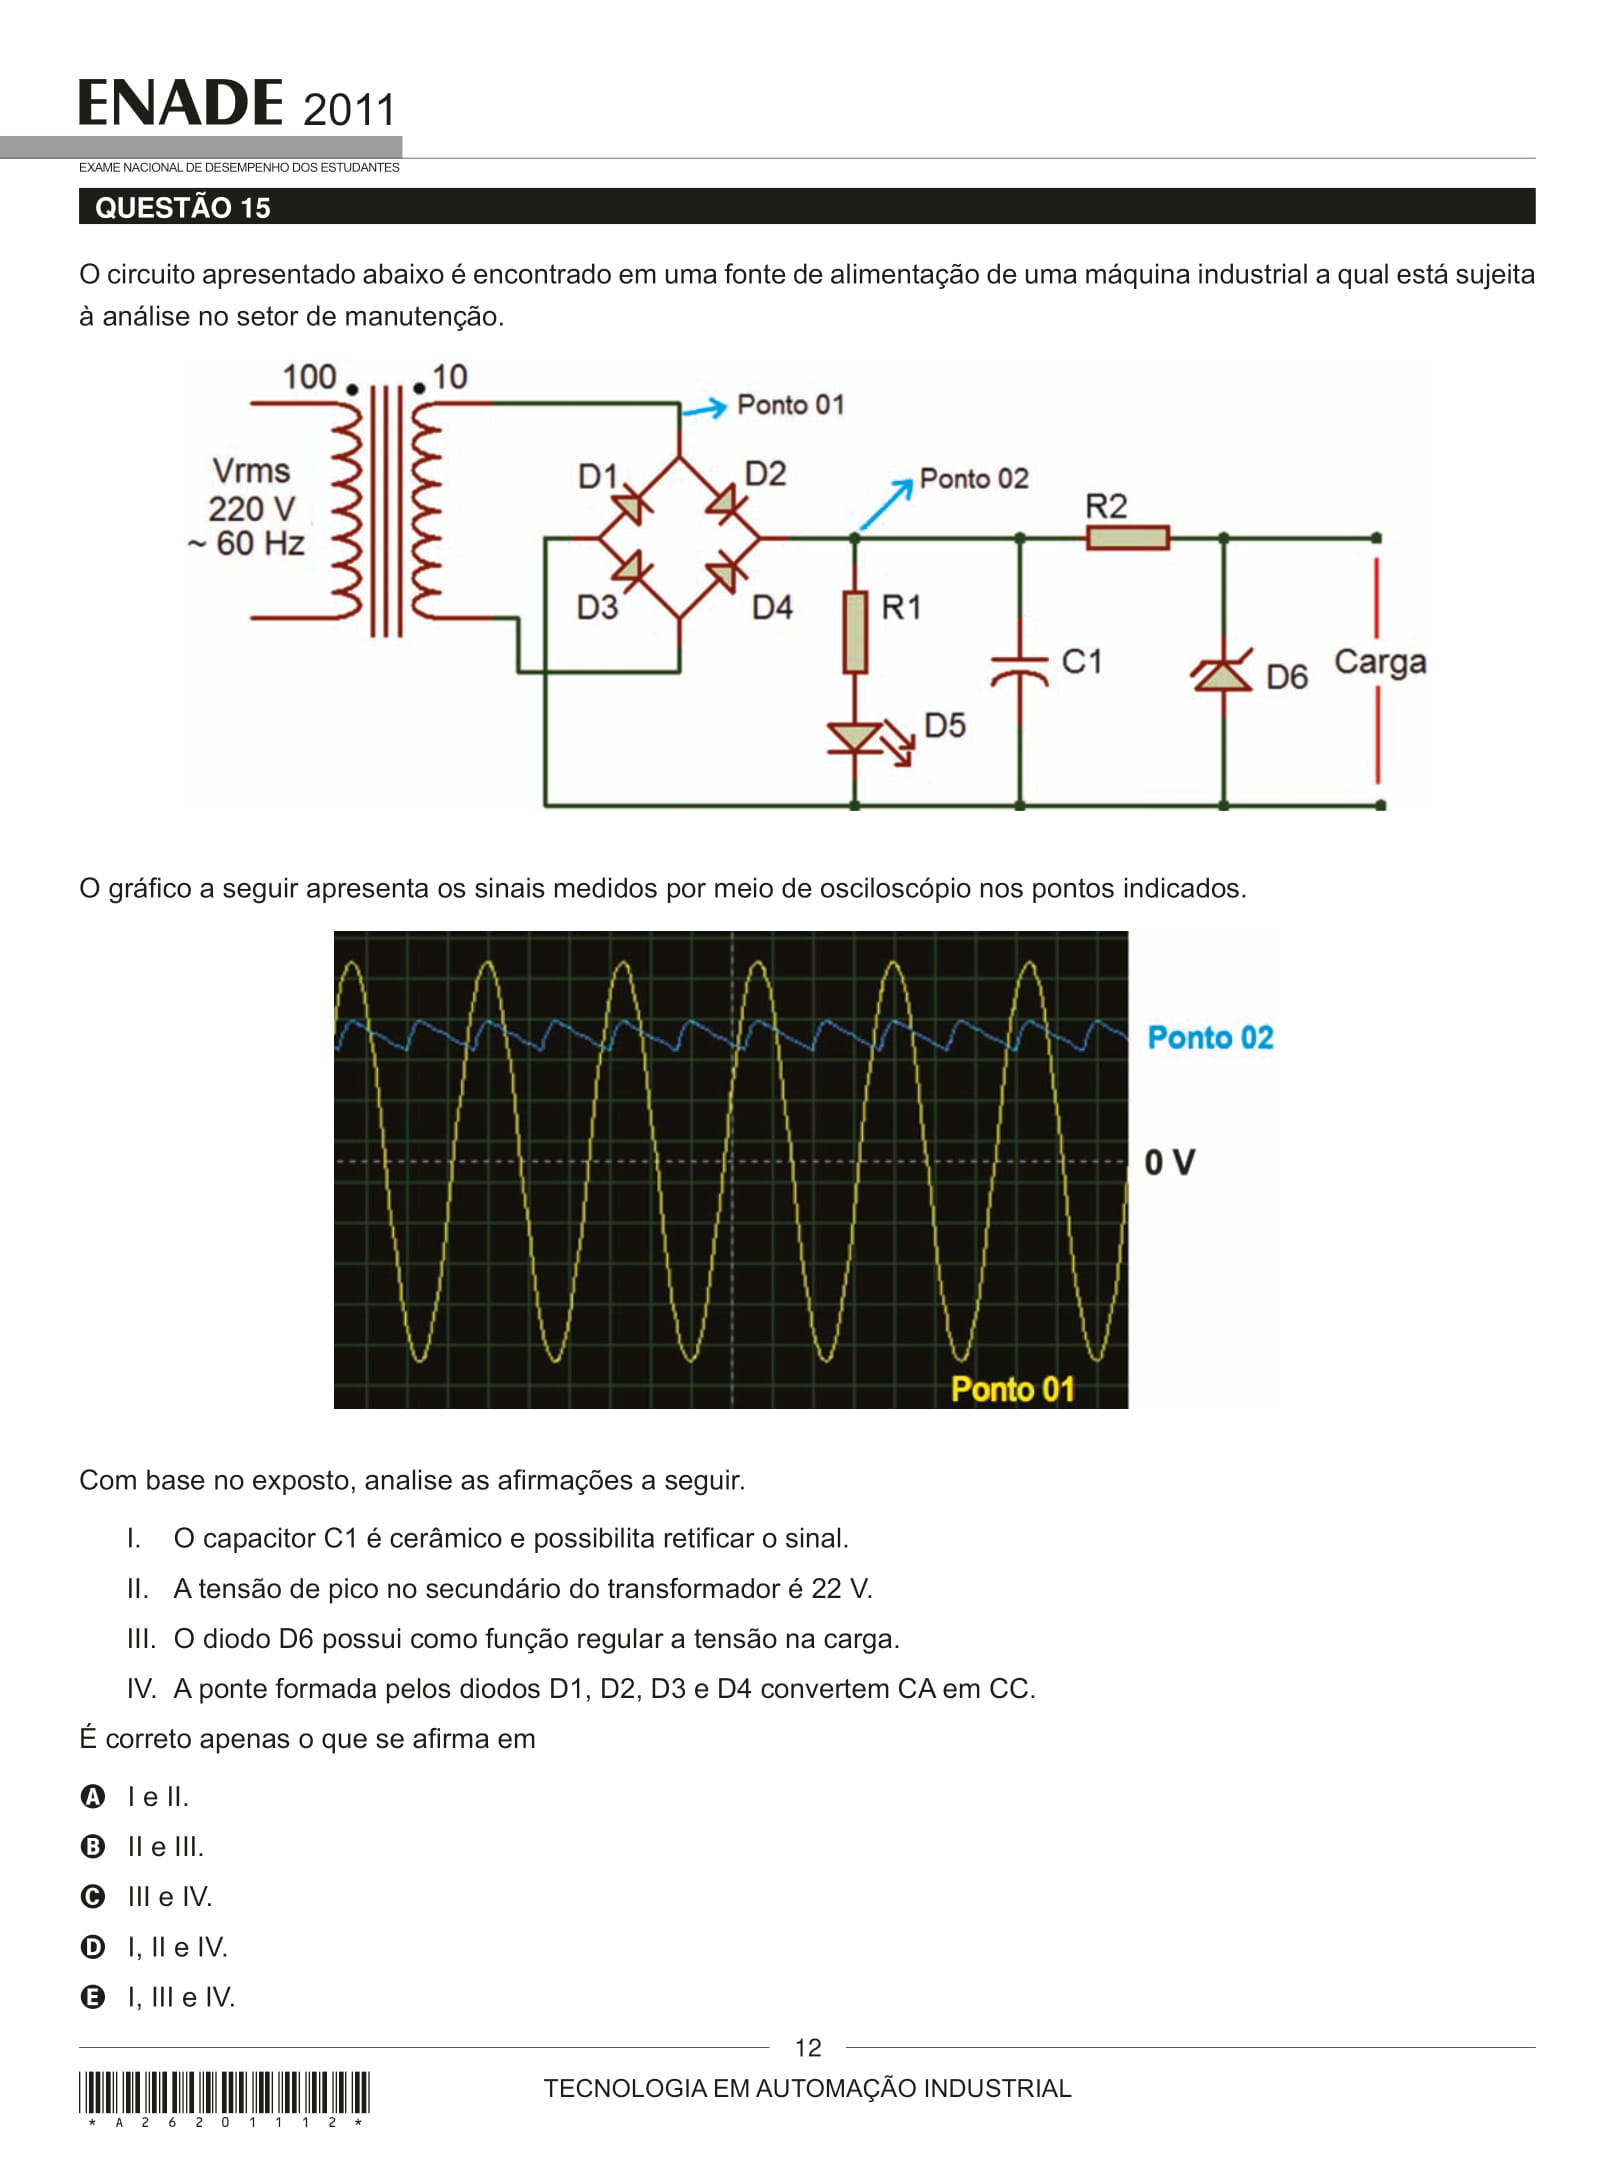 ENADE 2011
EXAME NACIONAL DE DESEMPENHO DOS ESTUDANTES
QUESTÃO 15
O circuito apresentado abaixo é encontrado em uma fonte de alimentação de uma máquina industrial a qual está sujeita
à análise no setor de manutenção.
100
10
Ponto 01
Vrms
220 V
~ 60 Hz
D1
D2
Ponto 02
R2
D3
D4
R1
C1
D6
Carga
D5
O gráfico a seguir apresenta os sinais medidos por meio de osciloscópio nos pontos indicados.
Ponto 02
0 V
Ponto 01
Com base no exposto, analise as afirmações a seguir.
I. O capacitor C1 é cerâmico e possibilita retificar o sinal.
II. A tensão de pico no secundário do transformador é 22 V.
III. O diodo D6 possui como função regular a tensão na carga.
IV. A ponte formada pelos diodos D1, D2, D3 e D4 convertem CA em CC.
É correto apenas o que se afirma em
A I e II.
B II e III.
C III e IV.
D I, II e IV.
E I, III e IV.
12
TECNOLOGIA EM AUTOMAÇÃO INDUSTRIAL
* A 2 6 2 0 1 1 1 2 *